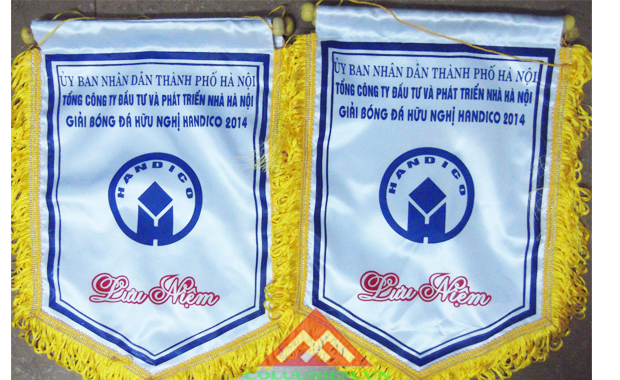 ỦY BAN NHÂN DÂN THÀNH PHỐ HÀ NỘI
TỔNG CÔNG TY ĐẦU TƯ VÀ PHÁT TRIỂN NHÀ HÀ NỘI
GIẢI BÓNG ĐÁ HỮU NGHỊ HANDICO 2014
HANDICO
Lưu Niệm
ỦY BAN NHÂN DÂN THÀNH PHỐ HÀ NỘI
TỔNG CÔNG TY ĐẦU TƯ VÀ PHÁT TRIỂN NHÀ HÀ NỘI
GIẢI BÓNG ĐÁ HỮU NGHỊ HANDICO 2014
HANDICO
Lưu Niệm